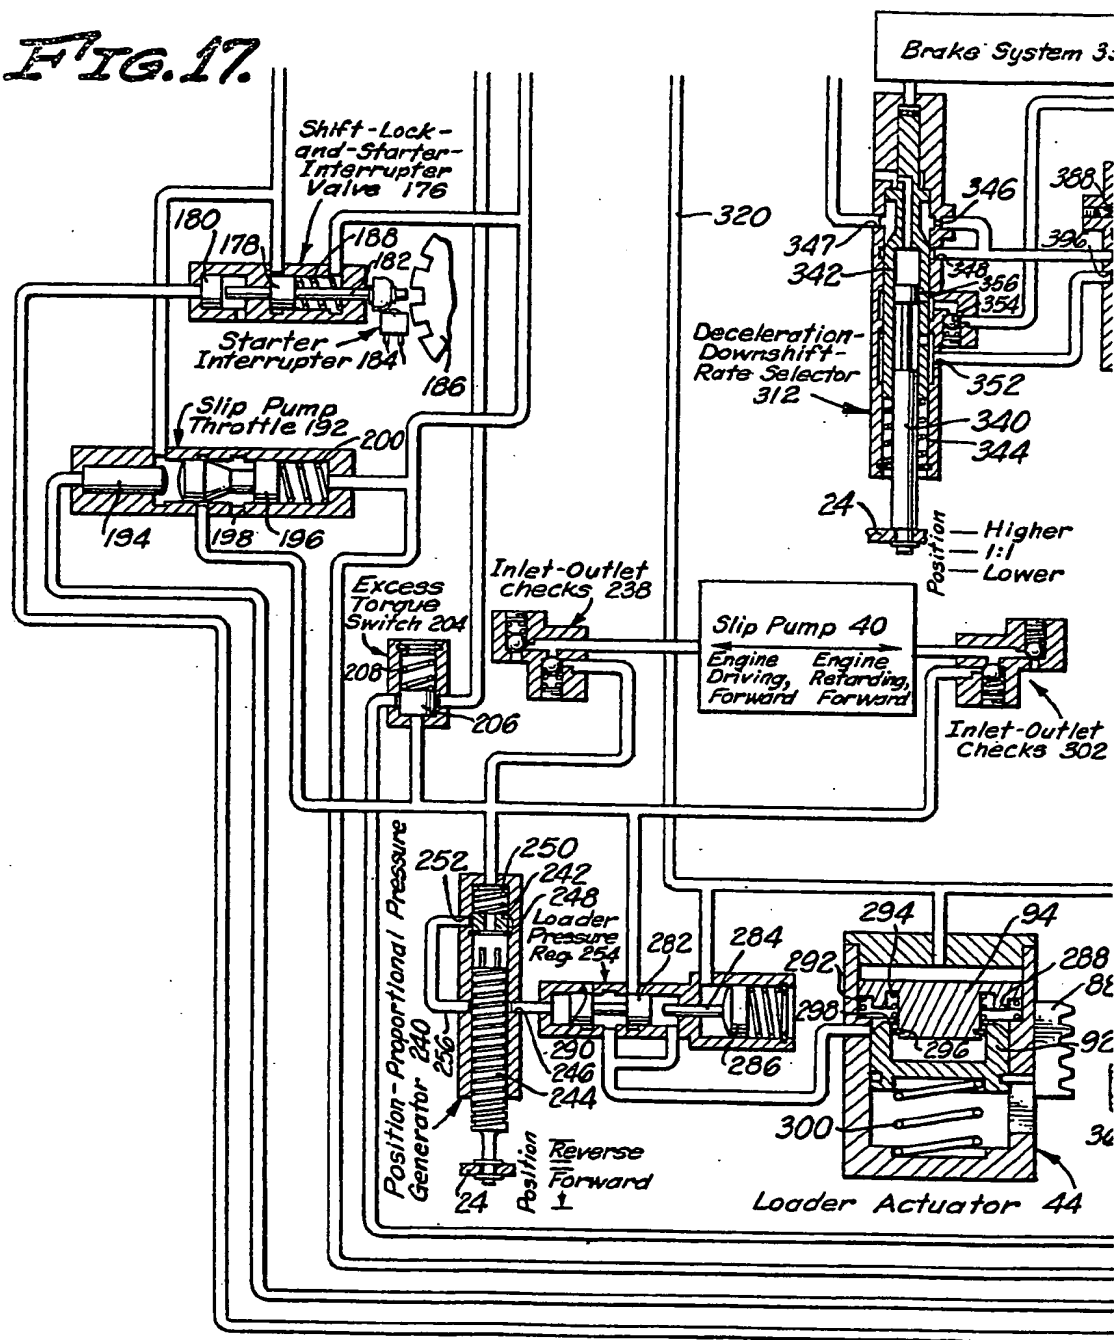 FIG. 17.
Brake System 3
Shift-Lock-
and-Starter-
Interrupter
Valve 176
180
178
188
182
Starter
Interrupter 184
186
320
347
342
346
348
356
354
388
396
Deceleration-
Downshift-
Rate Selector
312
352
340
344
24
Position
Higher
1:1
Lower
Slip Pump
Throttle 192
200
194
198
196
Excess
Torque
Switch 204
208
206
Inlet-Outlet
checks 238
Slip Pump 40
Engine
Driving,
Forward
Engine
Retarding,
Forward
Inlet-Outlet
Checks 302
Position-Proportional Pressure
Generator 240
252
250
242
248
Loader
Pressure
Reg. 254
282
284
256
290
246
244
286
24
Position
Reverse
Forward
1
294
94
292
288
88
298
296
92
300
36
Loader Actuator 44